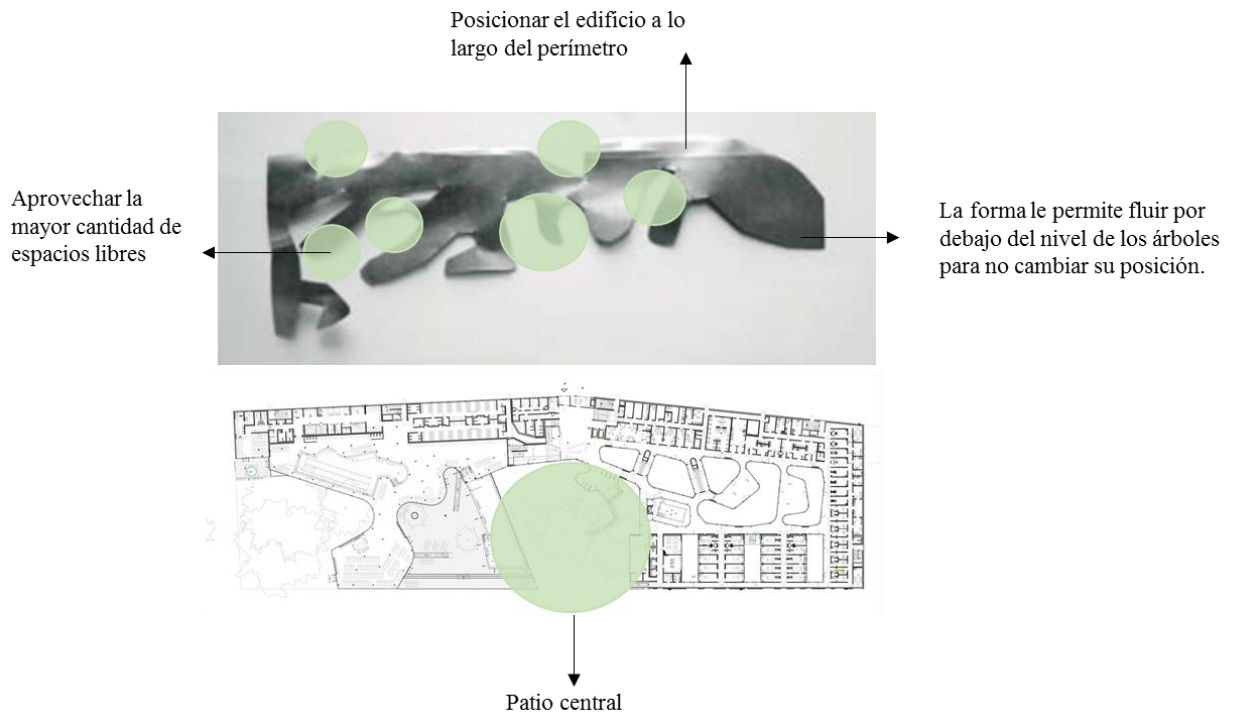 Posicionar el edificio a lo
largo del perímetro
Aprovechar la
mayor cantidad de
espacios libres
La forma le permite fluir por
debajo del nivel de los árboles
para no cambiar su posición.
Patio central